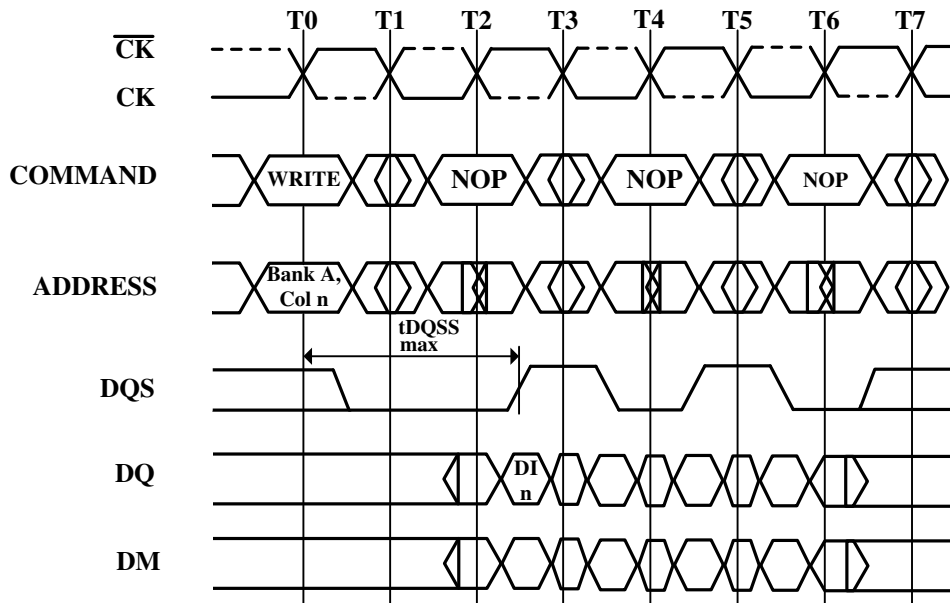 T0 T1 T2 T3 T4 T5 T6 T7
CK
CK
COMMAND
WRITE NOP NOP NOP
ADDRESS
Bank A,
Col n
tDQSS
max
DQS
DQ
DI
n
DM